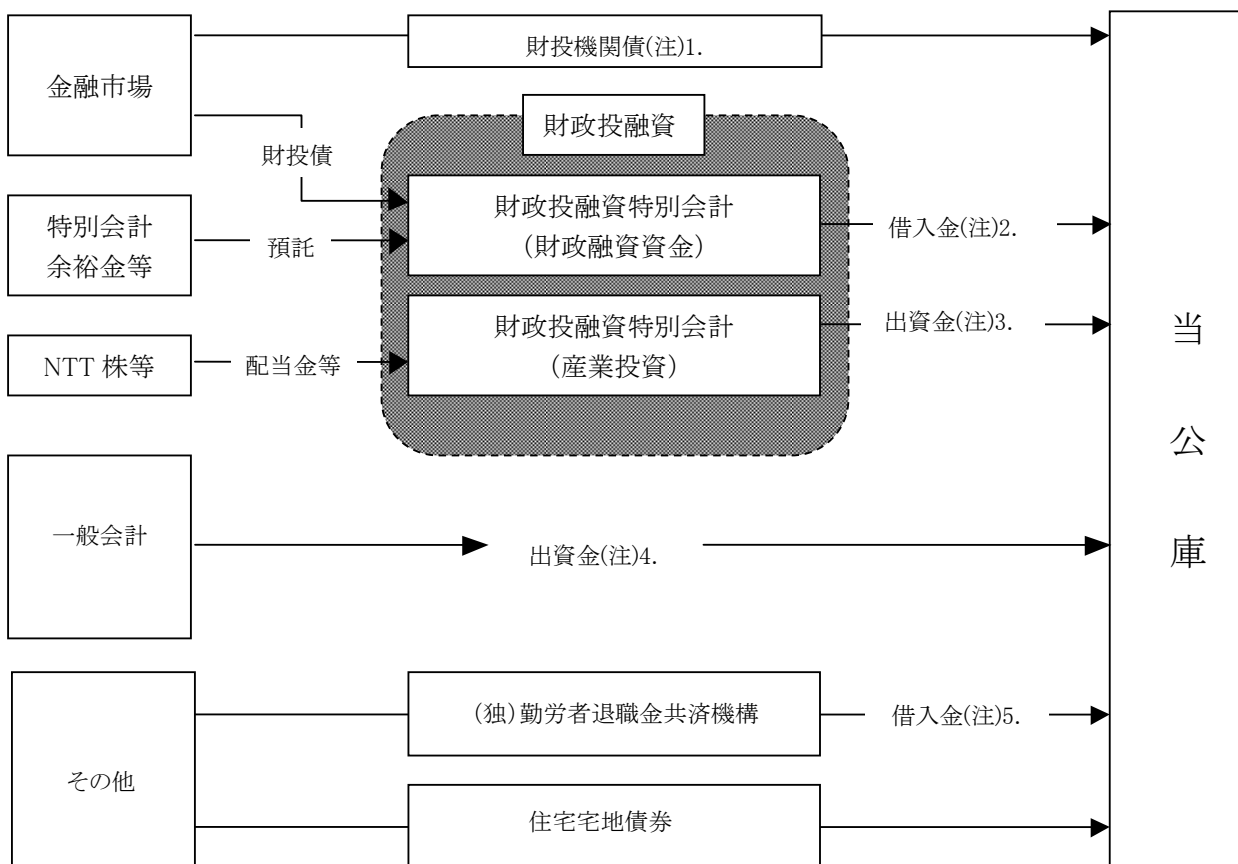 金融市場
財投機関債(注)1.
財政投融資
財投債
財政投融資特別会計
(財政融資資金)
借入金(注)2.
特別会計
余裕金等
預託
財政投融資特別会計
(産業投資)
出資金(注)3.
NTT 株等
配当金等
一般会計
出資金(注)4.
その他
(独)勤労者退職金共済機構
借入金(注)5.
住宅宅地債券
当
公
庫